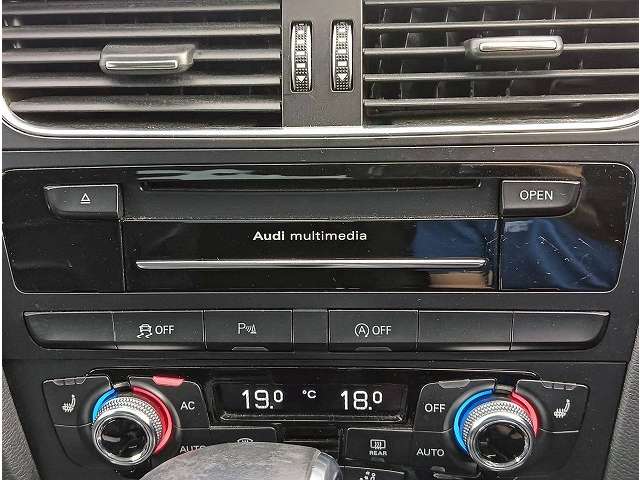 OPEN
Audi multimedia
OFF
P
A OFF
19.0 °C 18.0
AC
OFF
AUTO
REAR
AUTO